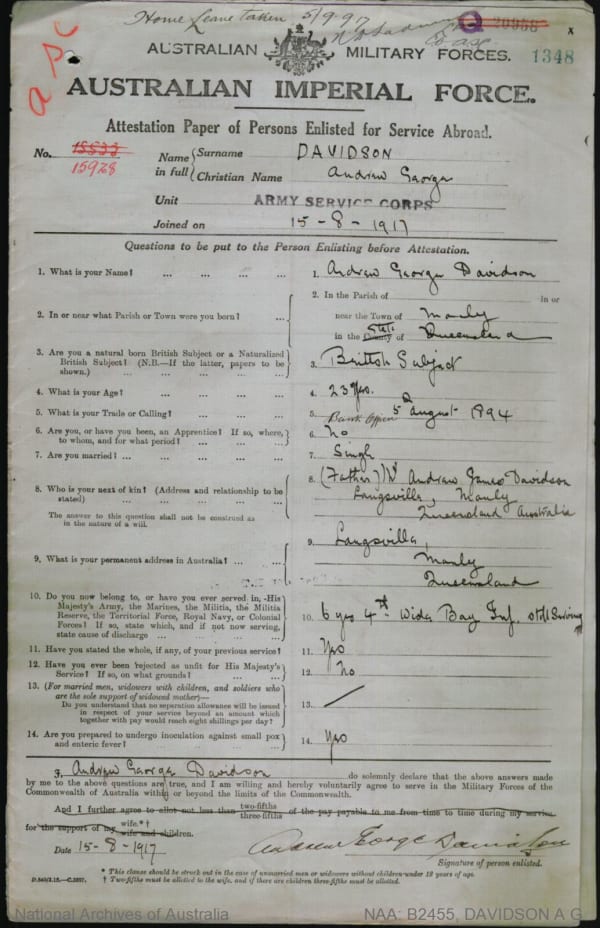 Home Leave taken 5/9.97
Q 20958 x
a sc
AUSTRALIAN MILITARY FORCES. 1348
AUSTRALIAN IMPERIAL FORCE.
Attestation Paper of Persons Enlisted for Service Abroad.
No. 15533
15928
Name in full { Surname DAVIDSON
Christian Name Andrew George
Unit ARMY SERVICE CORPS
Joined on 15-8-1917
Questions to be put to the Person Enlisting before Attestation.
1. What is your Name? ... ... ... 1. Andrew George Davidson
2. In or near what Parish or Town were you born? ... 2. In the Parish of in or
near the Town of Manly
in the County of State Queensland
3. Are you a natural born British Subject or a Naturalized
British Subject? (N.B.—If the latter, papers to be
shown.) ... 3. British Subject
4. What is your Age? ... 4. 23 yrs.
5. What is your Trade or Calling? ... 5. Bank Officer 5 August 1894
6. Are you, or have you been, an Apprentice? If so, where,
to whom, and for what period? ... 6. No
7. Are you married? ... 7. Single
8. Who is your next of kin? (Address and relationship to be
stated) ... 8. (Father) Andrew James Davidson
Langsville, Manly
Queensland Australia
The answer to this question shall not be construed as
in the nature of a will.
9. What is your permanent address in Australia? ... 9. Langsville,
Manly
Queensland
10. Do you now belong to, or have you ever served in, His
Majesty's Army, the Marines, the Militia, the Militia
Reserve, the Territorial Force, Royal Navy, or Colonial
Forces? If so, state which, and if not now serving,
state cause of discharge ... 10. 6 yrs 4th Wide Bay Inf. still Serving
11. Have you stated the whole, if any, of your previous service? 11. Yes
12. Have you ever been rejected as unfit for His Majesty's
Service? If so, on what grounds? ... 12. No
13. (For married men, widowers with children, and soldiers who
are the sole support of widowed mother)—
Do you understand that no separation allowance will be issued
in respect of your service beyond an amount which
together with pay would reach eight shillings per day? 13. /
14. Are you prepared to undergo inoculation against small pox
and enteric fever? ... 14. Yes
I, Andrew George Davidson do solemnly declare that the above answers made
by me to the above questions are true, and I am willing and hereby voluntarily agree to serve in the Military Forces of the
Commonwealth of Australia within or beyond the limits of the Commonwealth.
And I further agree to allot not less than two-fifths three-fifths of the pay payable to me from time to time during my service
for the support of my wife.*† wife and children.
Date 15-8-1917 Andrew George Davidson
Signature of person enlisted.
* This clause should be struck out in the case of unmarried men or widowers without children under 18 years of age.
† Two-fifths must be allotted to the wife, and if there are children three-fifths must be allotted.
National Archives of Australia NAA: B2455, DAVIDSON A G